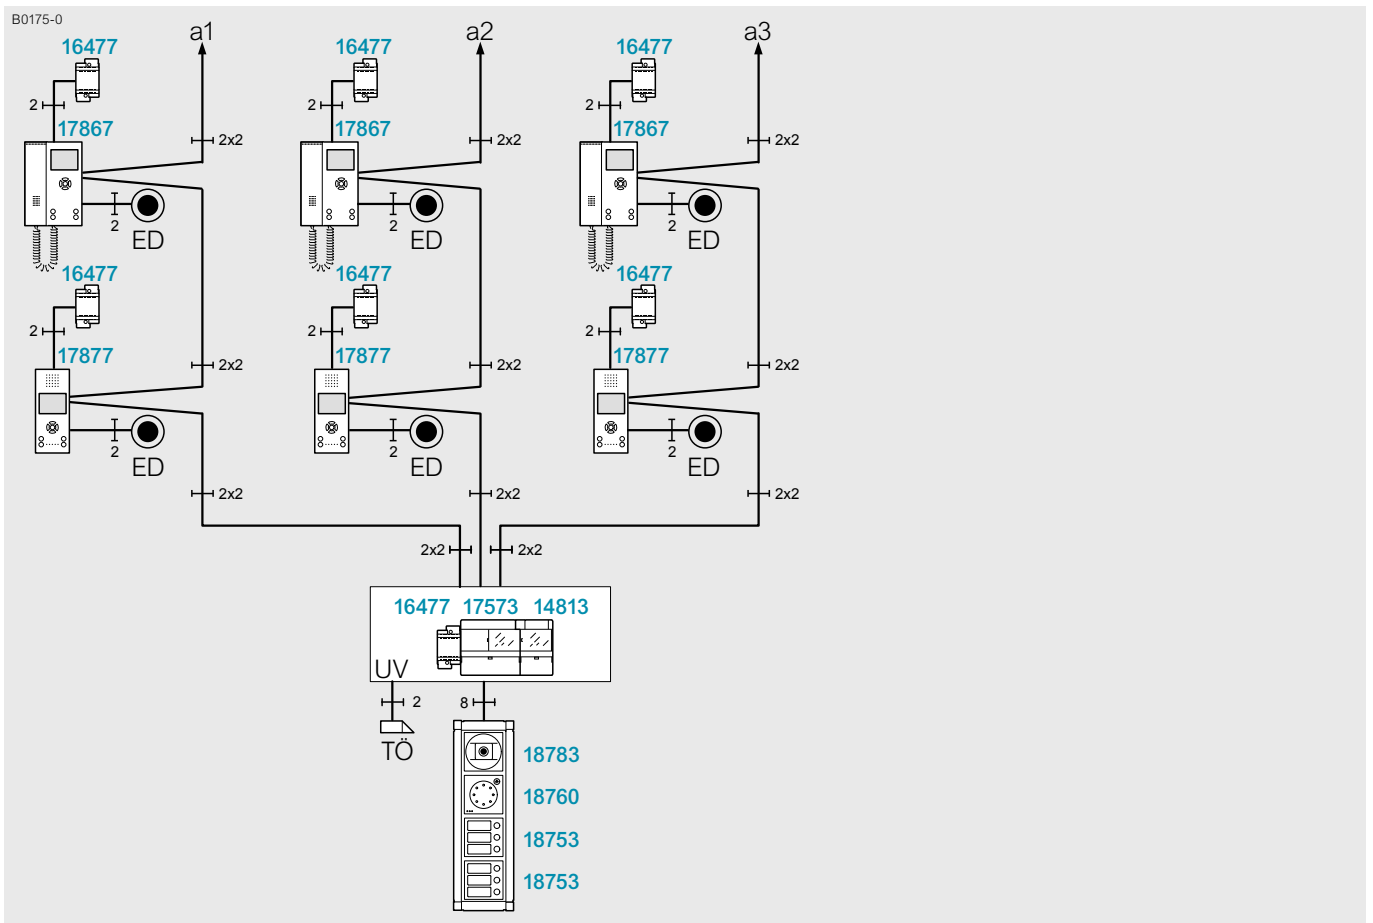 B0175-0
a1 a2 a3
16477 16477 16477
2 2 2
17867 17867 17867
2x2 2x2 2x2
2 2 2
ED ED ED
16477 16477 16477
2 2 2
17877 17877 17877
2x2 2x2 2x2
2 2 2
ED ED ED
2x2 2x2 2x2
2x2 2x2
16477 17573 14813
UV
2 8
TÖ
18783
18760
18753
18753